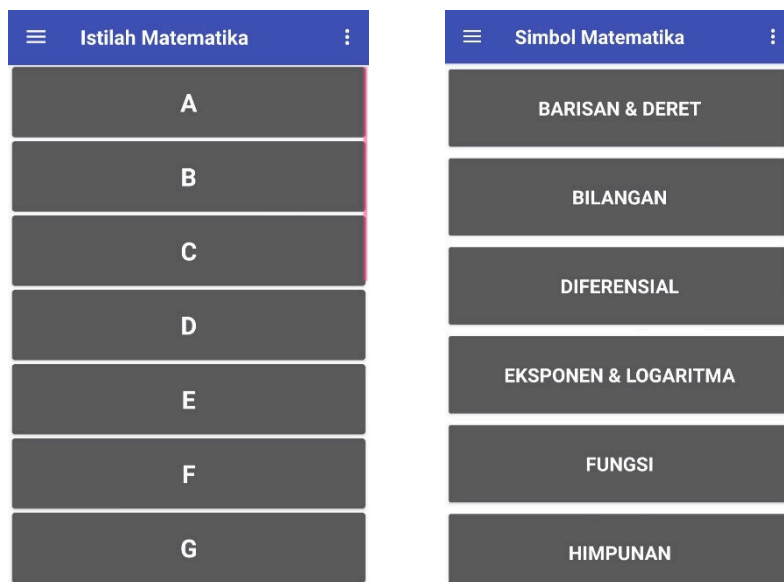 Istilah Matematika
A
B
C
D
E
F
G
Simbol Matematika
BARISAN & DERET
BILANGAN
DIFERENSIAL
EKSPONEN & LOGARITMA
FUNGSI
HIMPUNAN